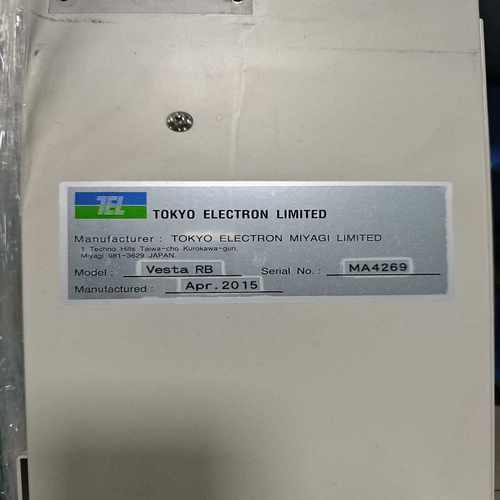 TEL TOKYO ELECTRON LIMITED
Manufacturer : TOKYO ELECTRON MIYAGI LIMITED
1 Techno Hills Taiwa-cho Kurokawa-gun,
Miyagi 981-3629 JAPAN.
Model : Vesta RB Serial No. : MA4269
Manufactured : Apr.2015